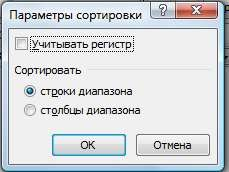 Параметры сортировки
Учитывать регистр
Сортировать
строки диапазона
столбцы диапазона
ОК Отмена